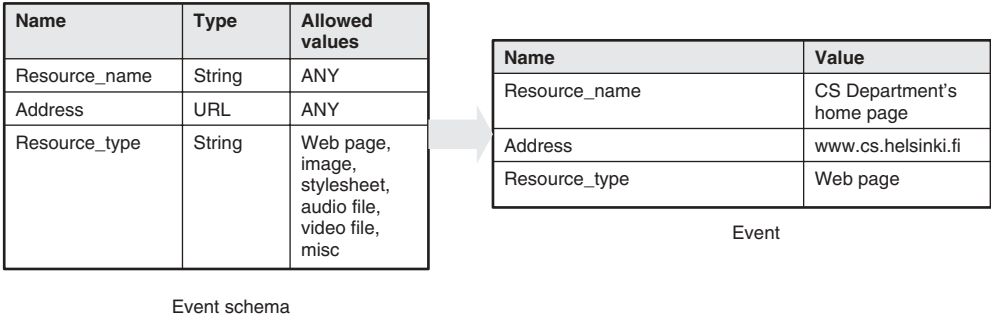 Name Type Allowed values
Resource_name String ANY
Address URL ANY
Resource_type String Web page,
image,
stylesheet,
audio file,
video file,
misc
Event schema
Name Value
Resource_name CS Department's
home page
Address www.cs.helsinki.fi
Resource_type Web page
Event